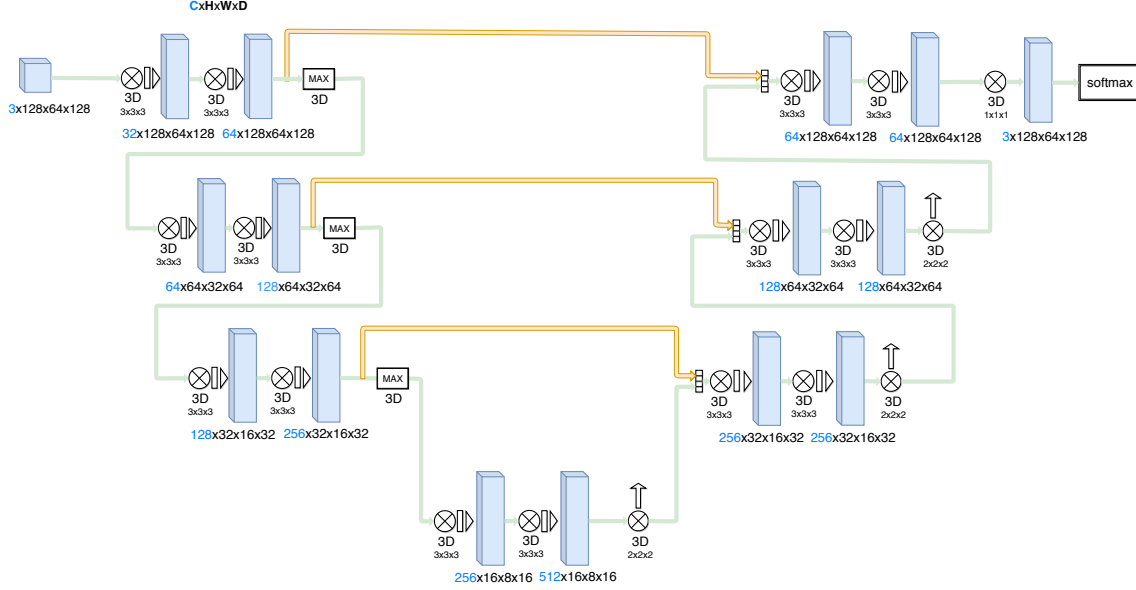 CxHxWxD
3x128x64x128
3D
3x3x3
32x128x64x128
3D
3x3x3
64x128x64x128
MAX
3D
3D
3x3x3
64x128x64x128
3D
3x3x3
64x128x64x128
3D
1x1x1
3x128x64x128
softmax
3D
3x3x3
64x64x32x64
3D
3x3x3
128x64x32x64
MAX
3D
3D
3x3x3
128x64x32x64
3D
3x3x3
128x64x32x64
3D
2x2x2
3D
3x3x3
128x32x16x32
3D
3x3x3
256x32x16x32
MAX
3D
3D
3x3x3
256x32x16x32
3D
3x3x3
256x32x16x32
3D
2x2x2
3D
3x3x3
256x16x8x16
3D
3x3x3
512x16x8x16
3D
2x2x2